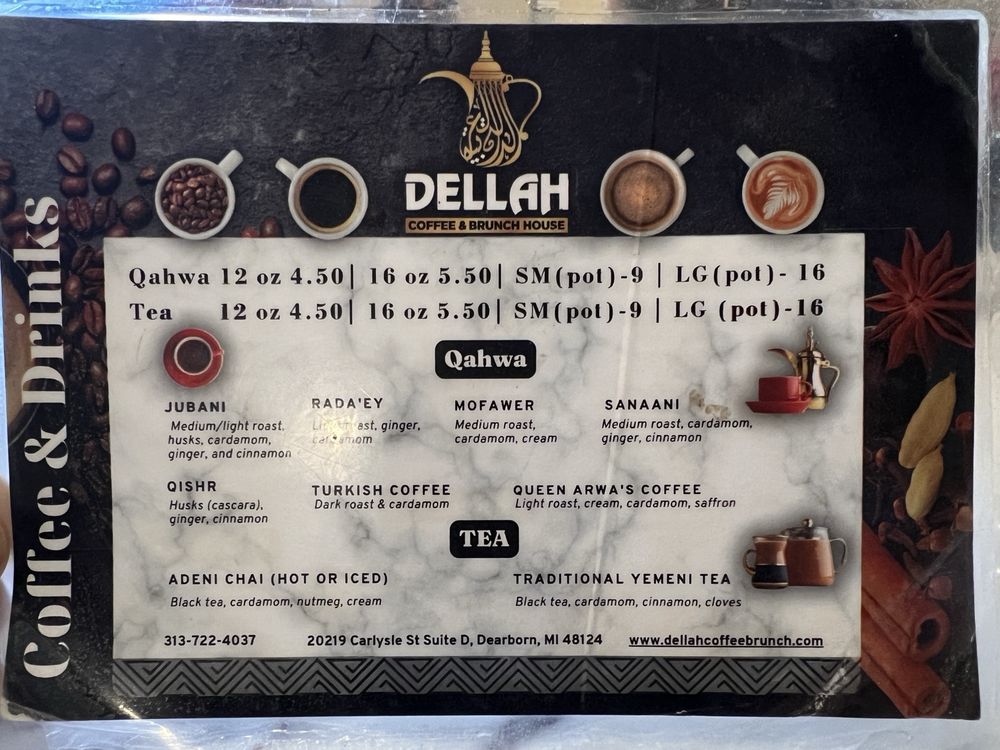 DELLAH
COFFEE & BRUNCH HOUSE
Coffee & Drinks
Qahwa 12 oz 4.50| 16 oz 5.50| SM(pot)-9 | LG(pot)- 16
Tea 12 oz 4.50| 16 oz 5.50| SM(pot)-9 | LG (pot)-16
Qahwa
JUBANI
Medium/light roast,
husks, cardamom,
ginger, and cinnamon
RADA'EY
ginger,
cardamom
MOFAWER
Medium roast,
cardamom, cream
SANAANI
Medium roast, cardamom,
ginger, cinnamon
QISHR
Husks (cascara),
ginger, cinnamon
TURKISH COFFEE
Dark roast & cardamom
QUEEN ARWA'S COFFEE
Light roast, cream, cardamom, saffron
TEA
ADENI CHAI (HOT OR ICED)
Black tea, cardamom, nutmeg, cream
TRADITIONAL YEMENI TEA
Black tea, cardamom, cinnamon, cloves
313-722-4037 20219 Carlysle St Suite D, Dearborn, MI 48124 www.dellahcoffeebrunch.com